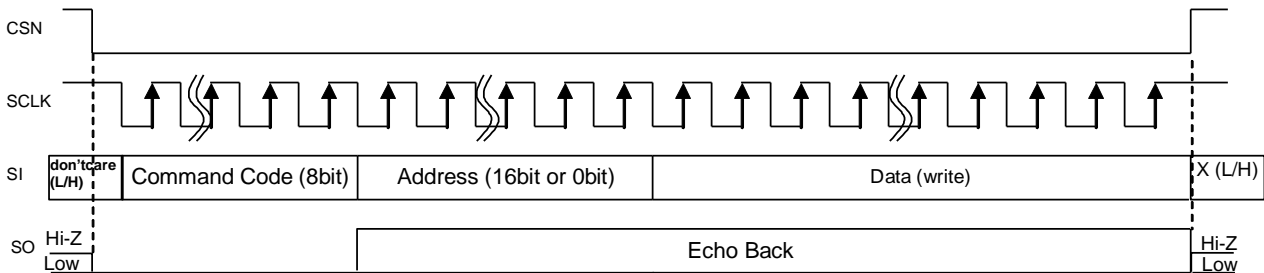 CSN
SCLK
SI
don'tcare
(L/H)
Command Code (8bit)
Address (16bit or 0bit)
Data (write)
X (L/H)
SO
Hi-Z
Low
Echo Back
Hi-Z
Low